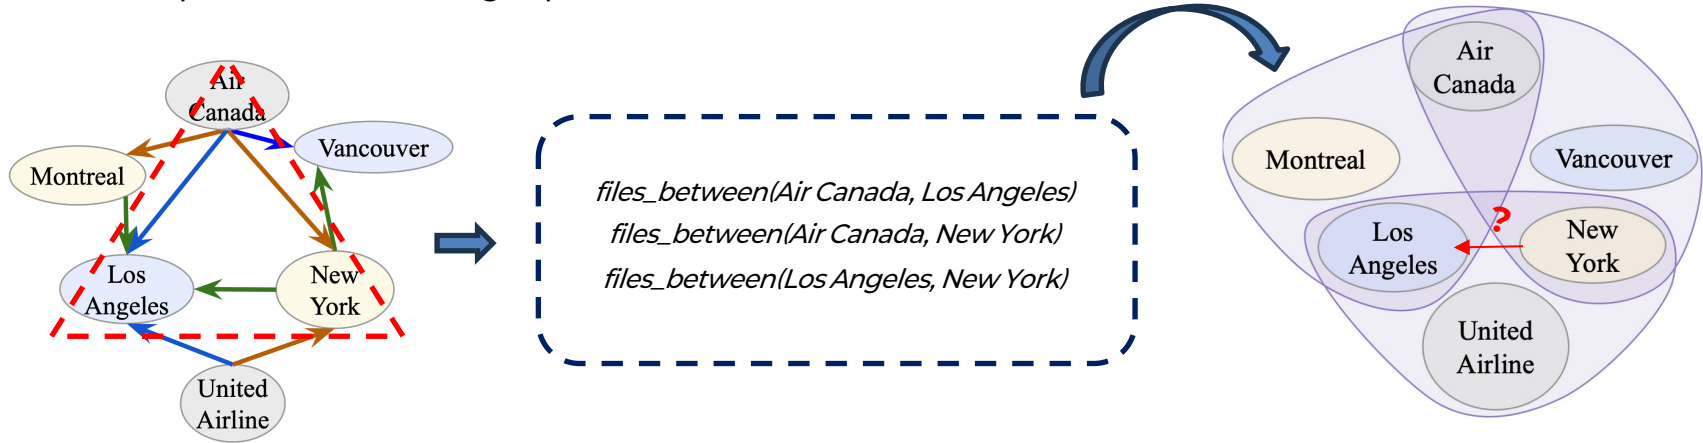 Air
Canada
Vancouver
Montreal
Los
Angeles
New
York
United
Airline
files_between(Air Canada, Los Angeles)
files_between(Air Canada, New York)
files_between(Los Angeles, New York)
Air
Canada
Montreal
Vancouver
?
Los
Angeles
New
York
United
Airline